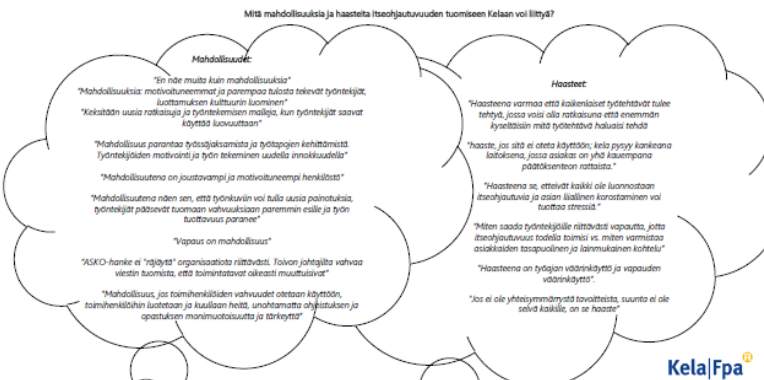 Mitä mahdollisuuksia ja haasteita itseohjautuvuuden tuomiseen Kelaan voi liittyä?
Mahdollisuudet:
"En näe muita kuin mahdollisuuksia"
"Mahdollisuuksia: motivoituneemmat ja parempaa tulosta tekevät työntekijät,
luottamuksen kulttuurin luominen"
"Keksitään uusia ratkaisuja ja työntekemisen malleja, kun työntekijät saavat
käyttää luovuuttaan"
"Mahdollisuus parantaa työssäjaksamista ja työtapojen kehittämistä.
Työntekijöiden motivointi ja työn tekeminen uudella innokkuudella"
"Mahdollisuutena on joustavampi ja motivoituneempi henkilöstö"
"Mahdollisuutena näen sen, että työnkuviin voi tulla uusia painotuksia,
työntekijät pääsevät tuomaan vahvuuksiaan paremmin esille ja työn
tuottavuus paranee"
"Vapaus on mahdollisuus"
"ASKO-hanke ei "räjäytä" organisaatiota riittävästi. Toivon johtajilta vahvaa
viestin tuomista, että toimintatavat oikeasti muuttuisivat"
"Mahdollisuus, jos toimihenkilöiden vahvuudet otetaan käyttöön,
toimihenkilöihin luotetaan ja kuullaan heitä, unohtamatta ohjeistuksen ja
opastuksen monimuotoisuutta ja tärkeyttä"
Haasteet:
"Haasteena varmaa että kaikenlaiset työtehtävät tulee
tehtyä, jossa voisi olla ratkaisuna että enemmän
kyseltäisiin mitä työtehtävä haluaisi tehdä
"haaste, jos sitä ei oteta käyttöön; kela pysyy kankeana
laitoksena, jossa asiakas on yhä kauempana
päätöksenteon rattaista."
"Haasteena se, etteivät kaikki ole luonnostaan
itseohjautuvia ja asian liiallinen korostaminen voi
tuottaa stressiä."
"Miten saada työntekijöille riittävästi vapautta, jotta
itseohjautuvuus todella toimisi vs. miten varmistaa
asiakkaiden tasapuolinen ja lainmukainen kohtelu"
"Haasteena on työajan väärinkäyttö ja vapauden
väärinkäyttö".
"Jos ei ole yhteisymmärrystä tavoitteista, suunta ei ole
selvä kaikille, on se haaste"
Kela|Fpa